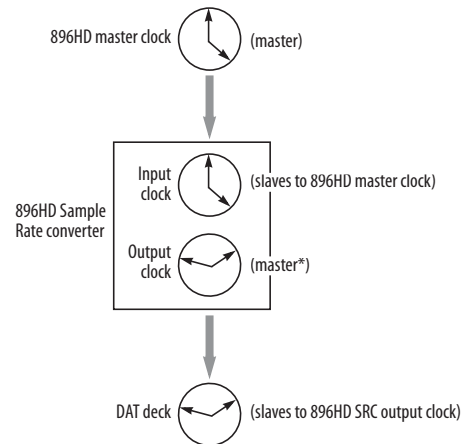 896HD master clock (master)
Input
clock (slaves to 896HD master clock)
896HD Sample
Rate converter
Output
clock (master*)
DAT deck (slaves to 896HD SRC output clock)